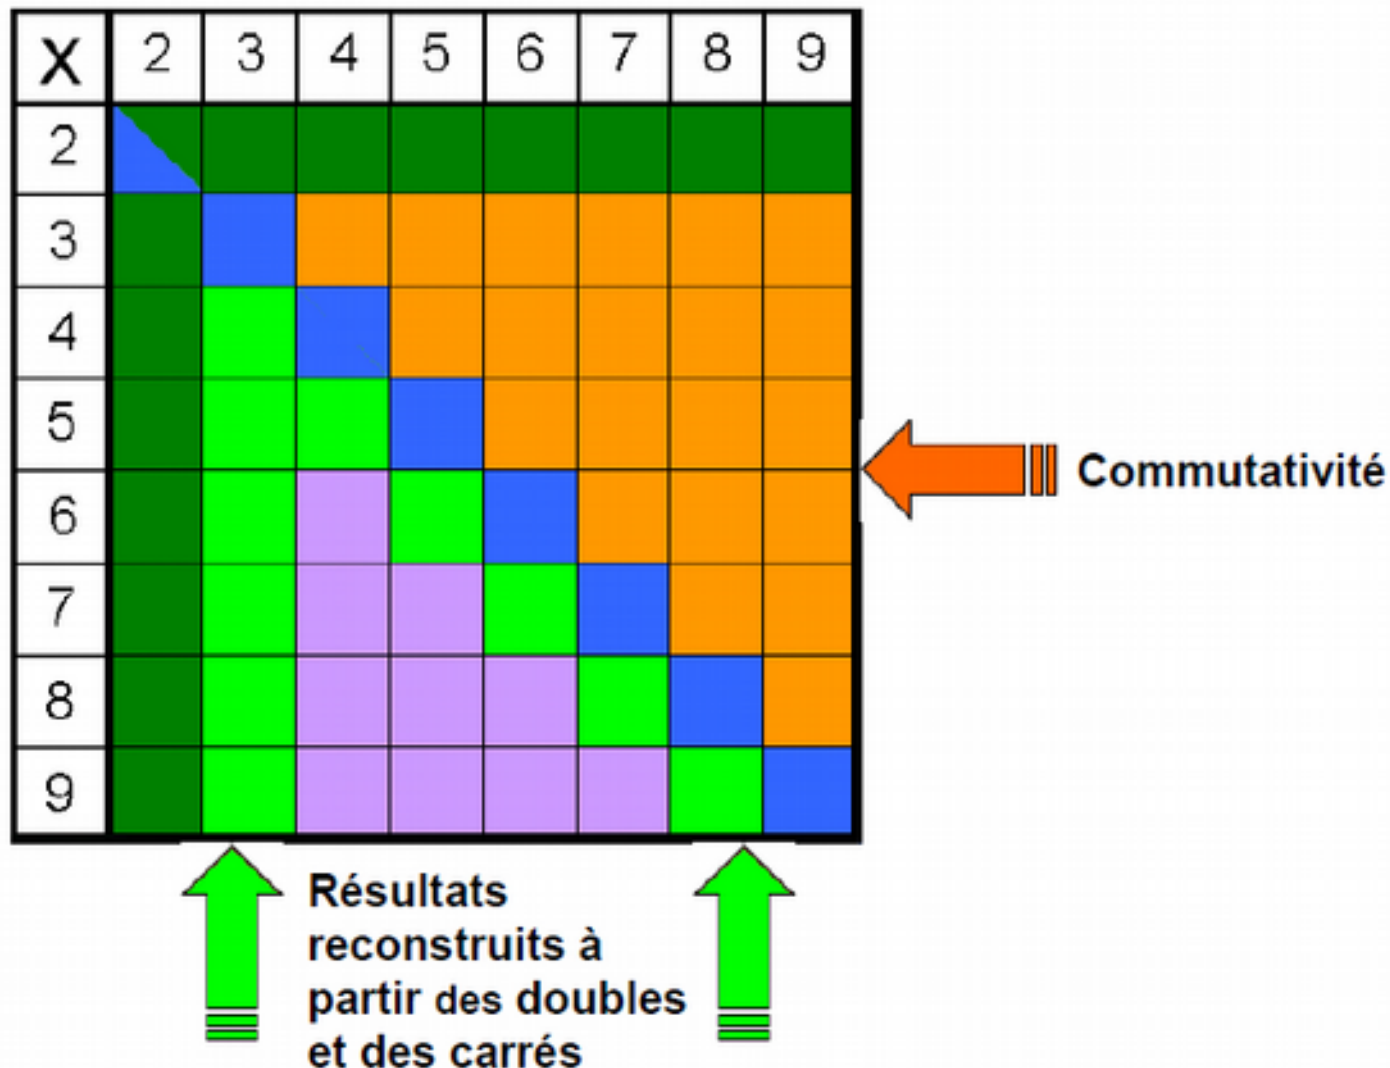 X 2 3 4 5 6 7 8 9
2
3
4
5
6
7
8
9
Commutativité
Résultats
reconstruits à
partir des doubles
et des carrés